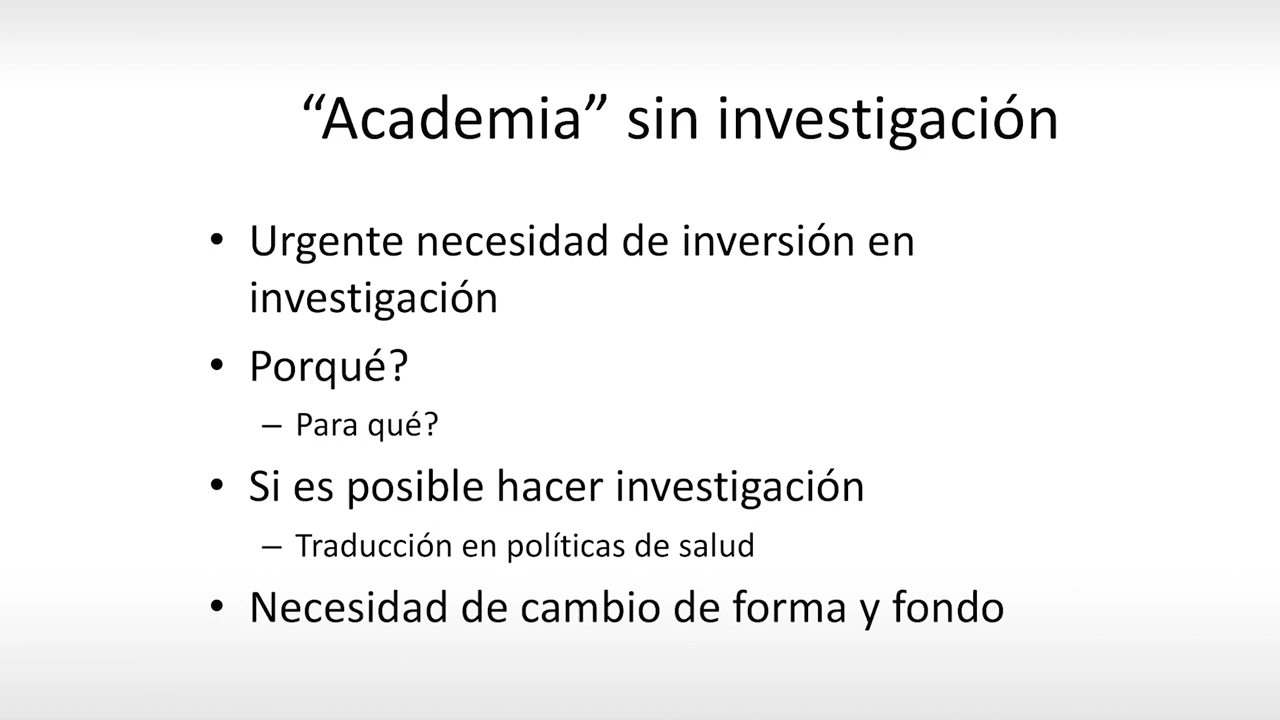 “Academia” sin investigación
• Urgente necesidad de inversión en
investigación
• Porqué?
– Para qué?
• Si es posible hacer investigación
– Traducción en políticas de salud
• Necesidad de cambio de forma y fondo